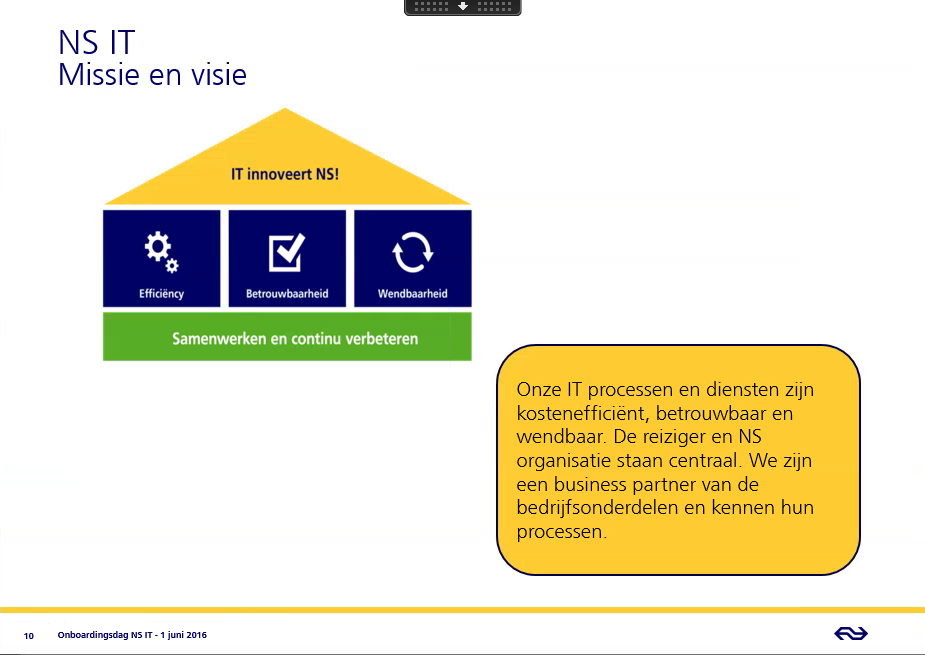 NS IT
Missie en visie
IT innoveert NS!
Efficiëncy
Betrouwbaarheid
Wendbaarheid
Samenwerken en continu verbeteren
Onze IT processen en diensten zijn
kostenefficiënt, betrouwbaar en
wendbaar. De reiziger en NS
organisatie staan centraal. We zijn
een business partner van de
bedrijfsonderdelen en kennen hun
processen.
10
Onboardingsdag NS IT - 1 juni 2016